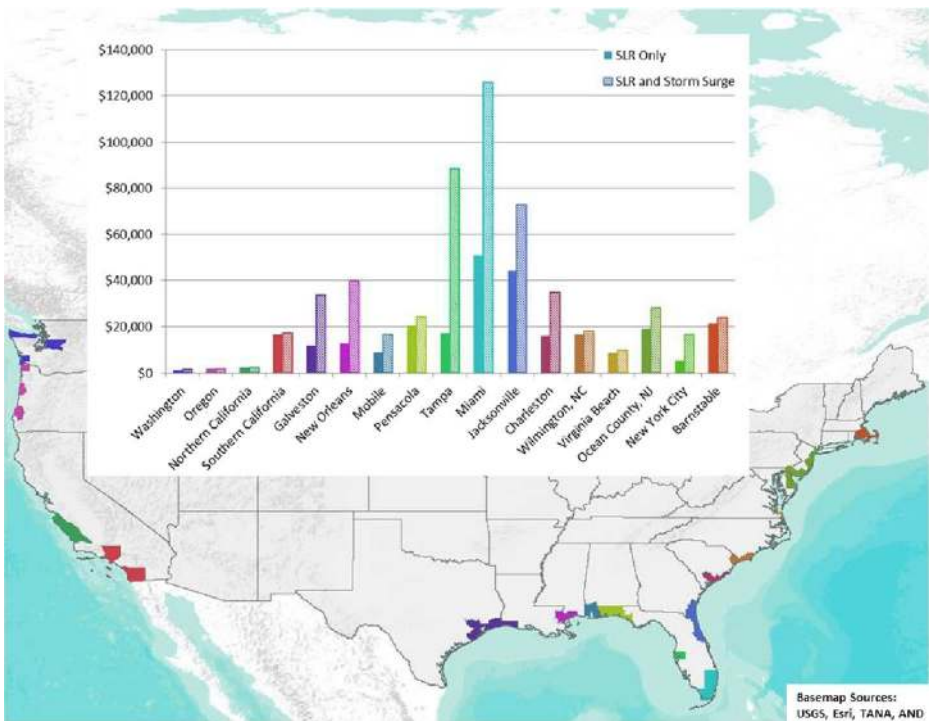 $140,000
$120,000
$100,000
$80,000
$60,000
$40,000
$20,000
$0
SLR Only
SLR and Storm Surge
Washington
Oregon
Northern California
Southern California
Galveston
New Orleans
Mobile
Pensacola
Tampa
Miami
Jacksonville
Charleston
Wilmington, NC
Virginia Beach
Ocean County, NJ
New York City
Barnstable
Basemap Sources:
USGS, Esri, TANA, AND